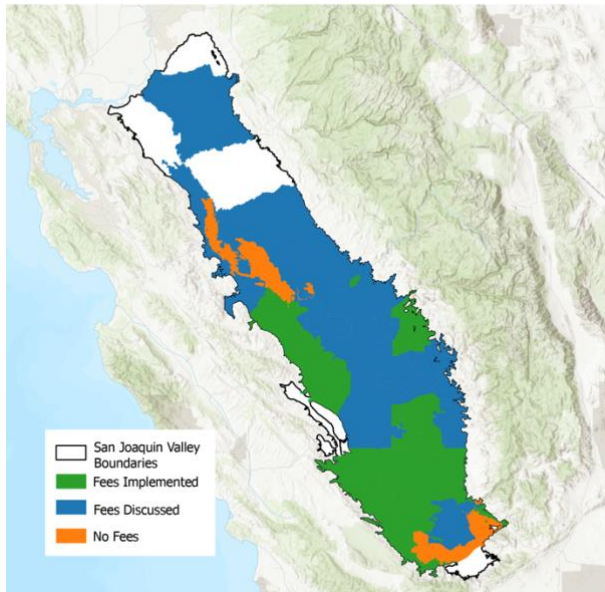 San Joaquin Valley
Boundaries
Fees Implemented
Fees Discussed
No Fees